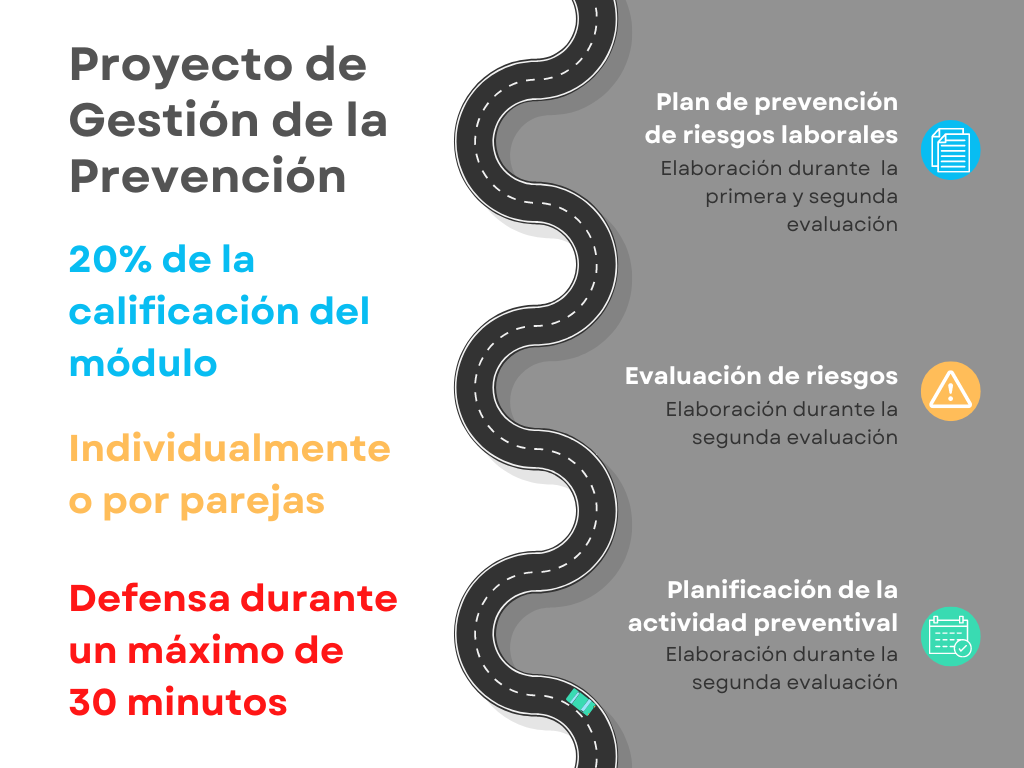 Proyecto de
Gestión de la
Prevención
20% de la
calificación del
módulo
Individualmente
o por parejas
Defensa durante
un máximo de
30 minutos
Plan de prevención
de riesgos laborales
Elaboración durante la
primera y segunda
evaluación
Evaluación de riesgos
Elaboración durante la
segunda evaluación
Planificación de la
actividad preventival
Elaboración durante la
segunda evaluación